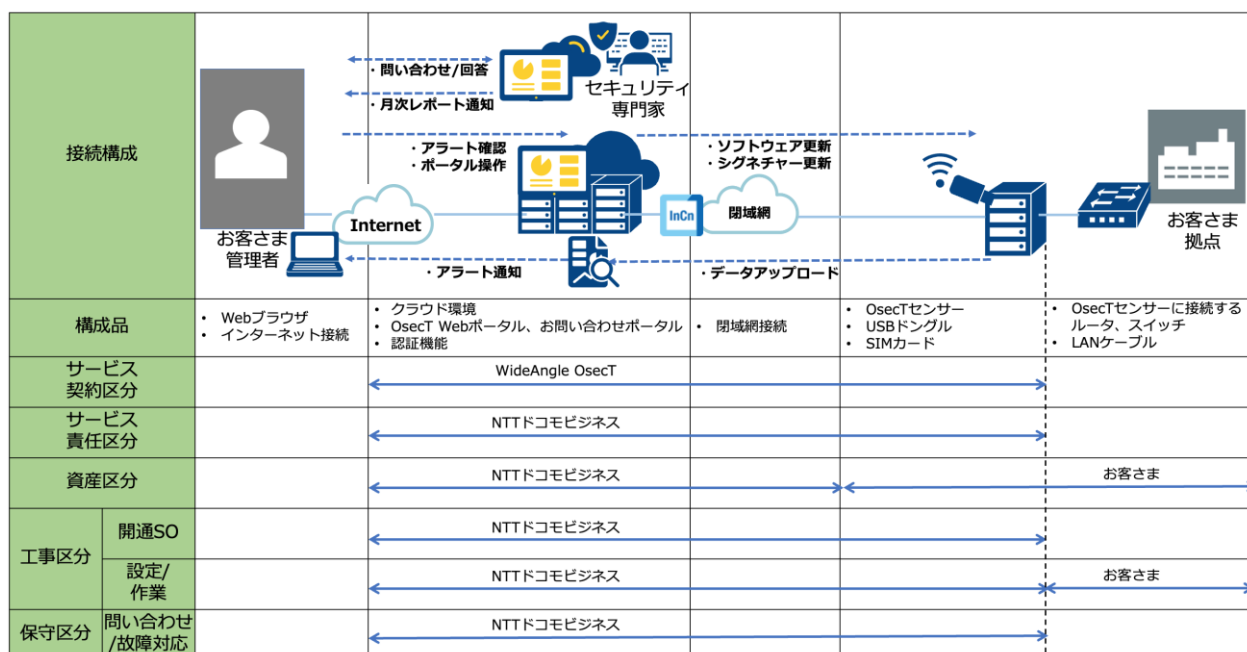 接続構成
・問い合わせ/回答
・月次レポート通知
セキュリティ
専門家
・アラート確認
・ポータル操作
・ソフトウェア更新
・シグネチャー更新
お客さま
管理者
Internet
InCn
閉域網
お客さま
拠点
・アラート通知
・データアップロード
構成品
• Webブラウザ
• インターネット接続
• クラウド環境
• OsecT Webポータル、お問い合わせポータル
• 認証機能
• 閉域網接続
• OsecTセンサー
• USBドングル
• SIMカード
• OsecTセンサーに接続する
ルータ、スイッチ
• LANケーブル
サービス
契約区分
WideAngle OsecT
サービス
責任区分
NTTドコモビジネス
資産区分
NTTドコモビジネス
お客さま
工事区分
開通SO
NTTドコモビジネス
設定/
作業
NTTドコモビジネス
お客さま
保守区分
問い合わせ
/故障対応
NTTドコモビジネス